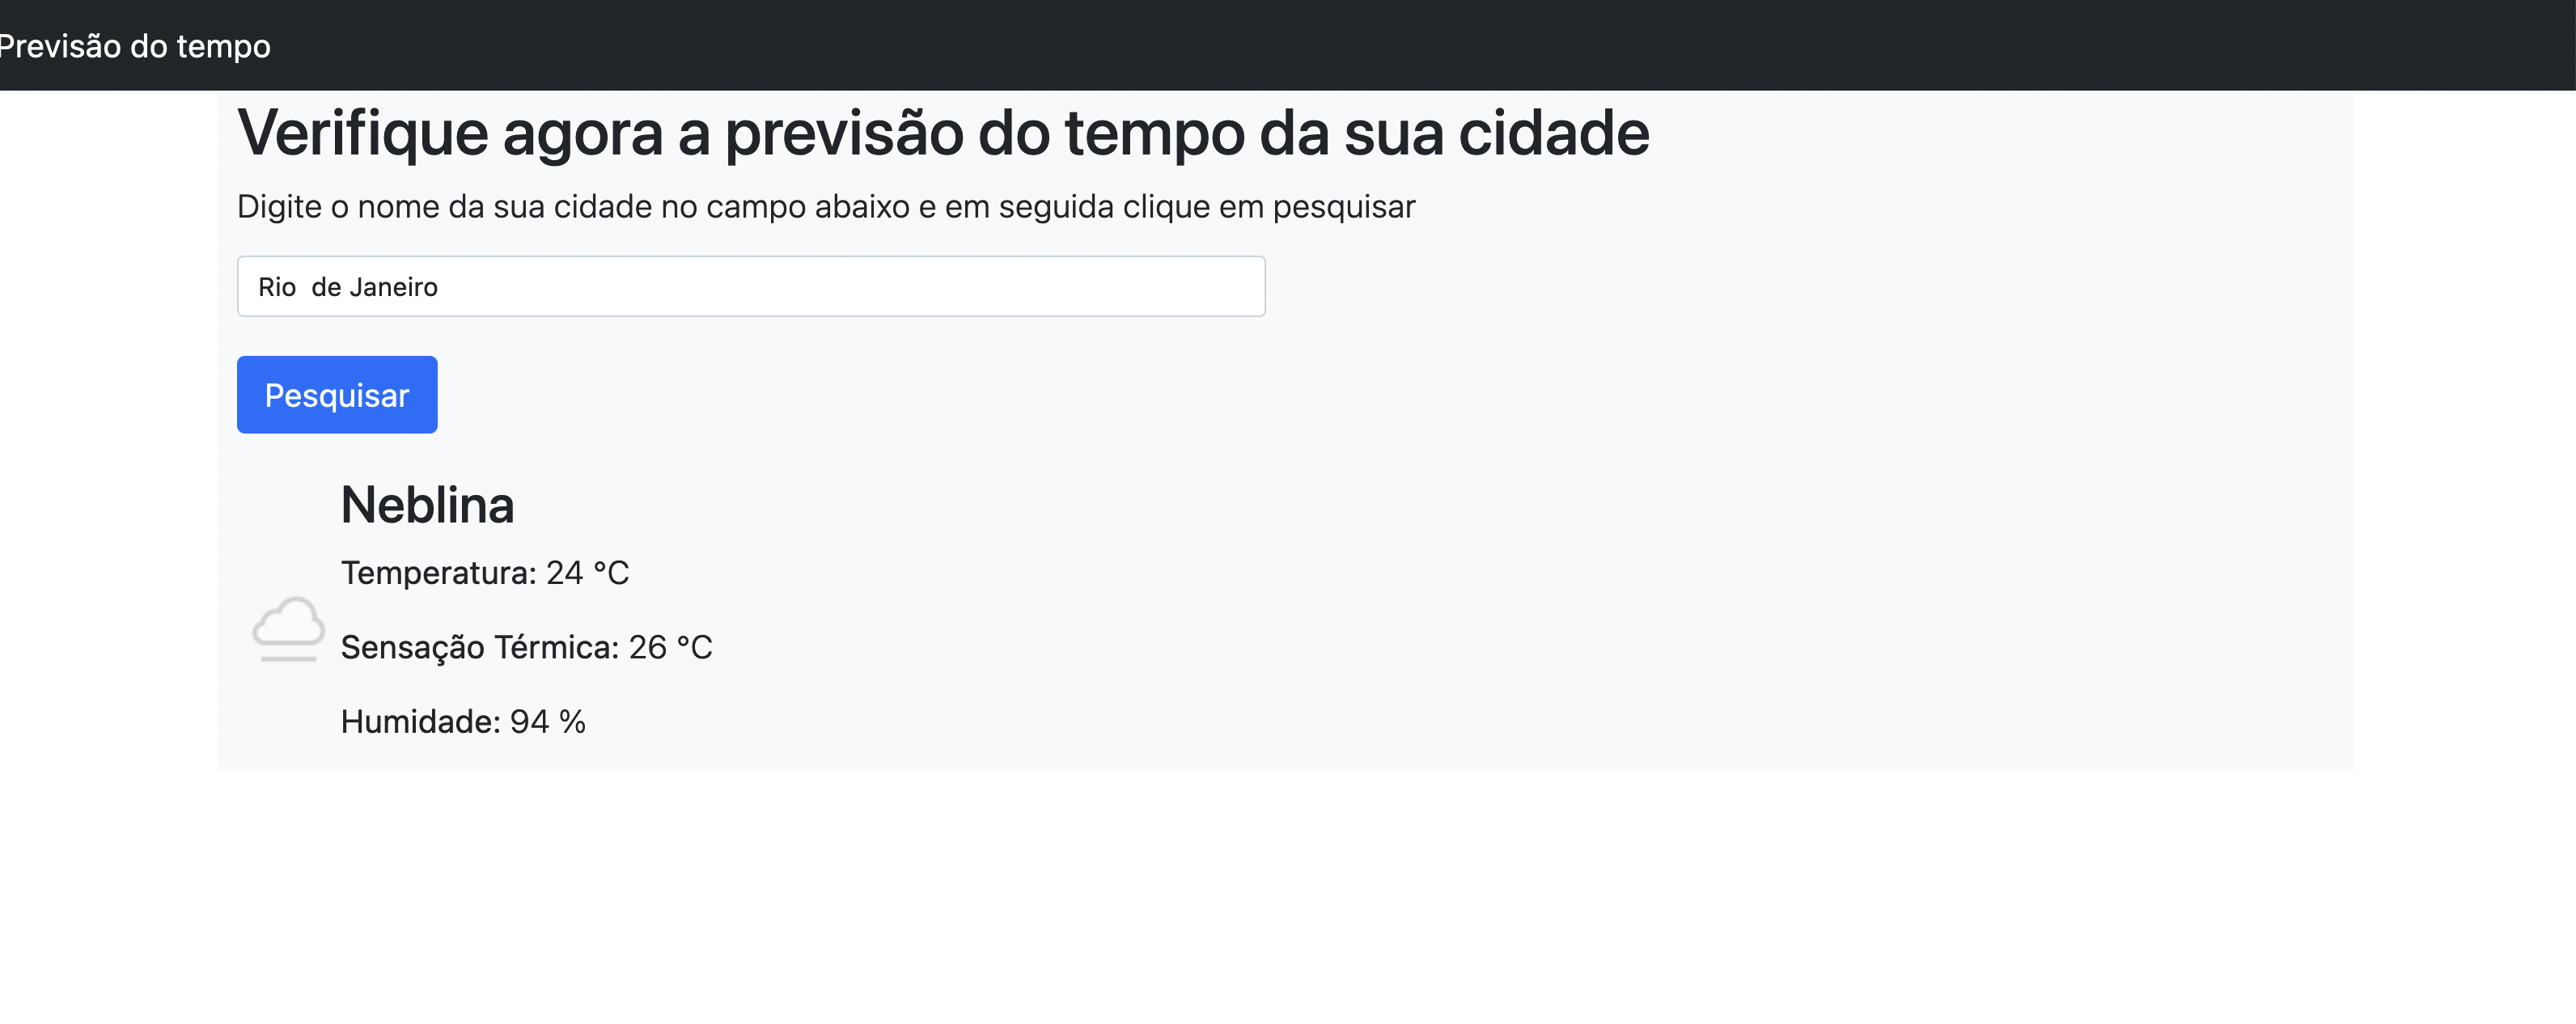 Previsão do tempo
Verifique agora a previsão do tempo da sua cidade
Digite o nome da sua cidade no campo abaixo e em seguida clique em pesquisar
Rio  de Janeiro
Pesquisar
Neblina
Temperatura: 24 °C
Sensação Térmica: 26 °C
Humidade: 94 %